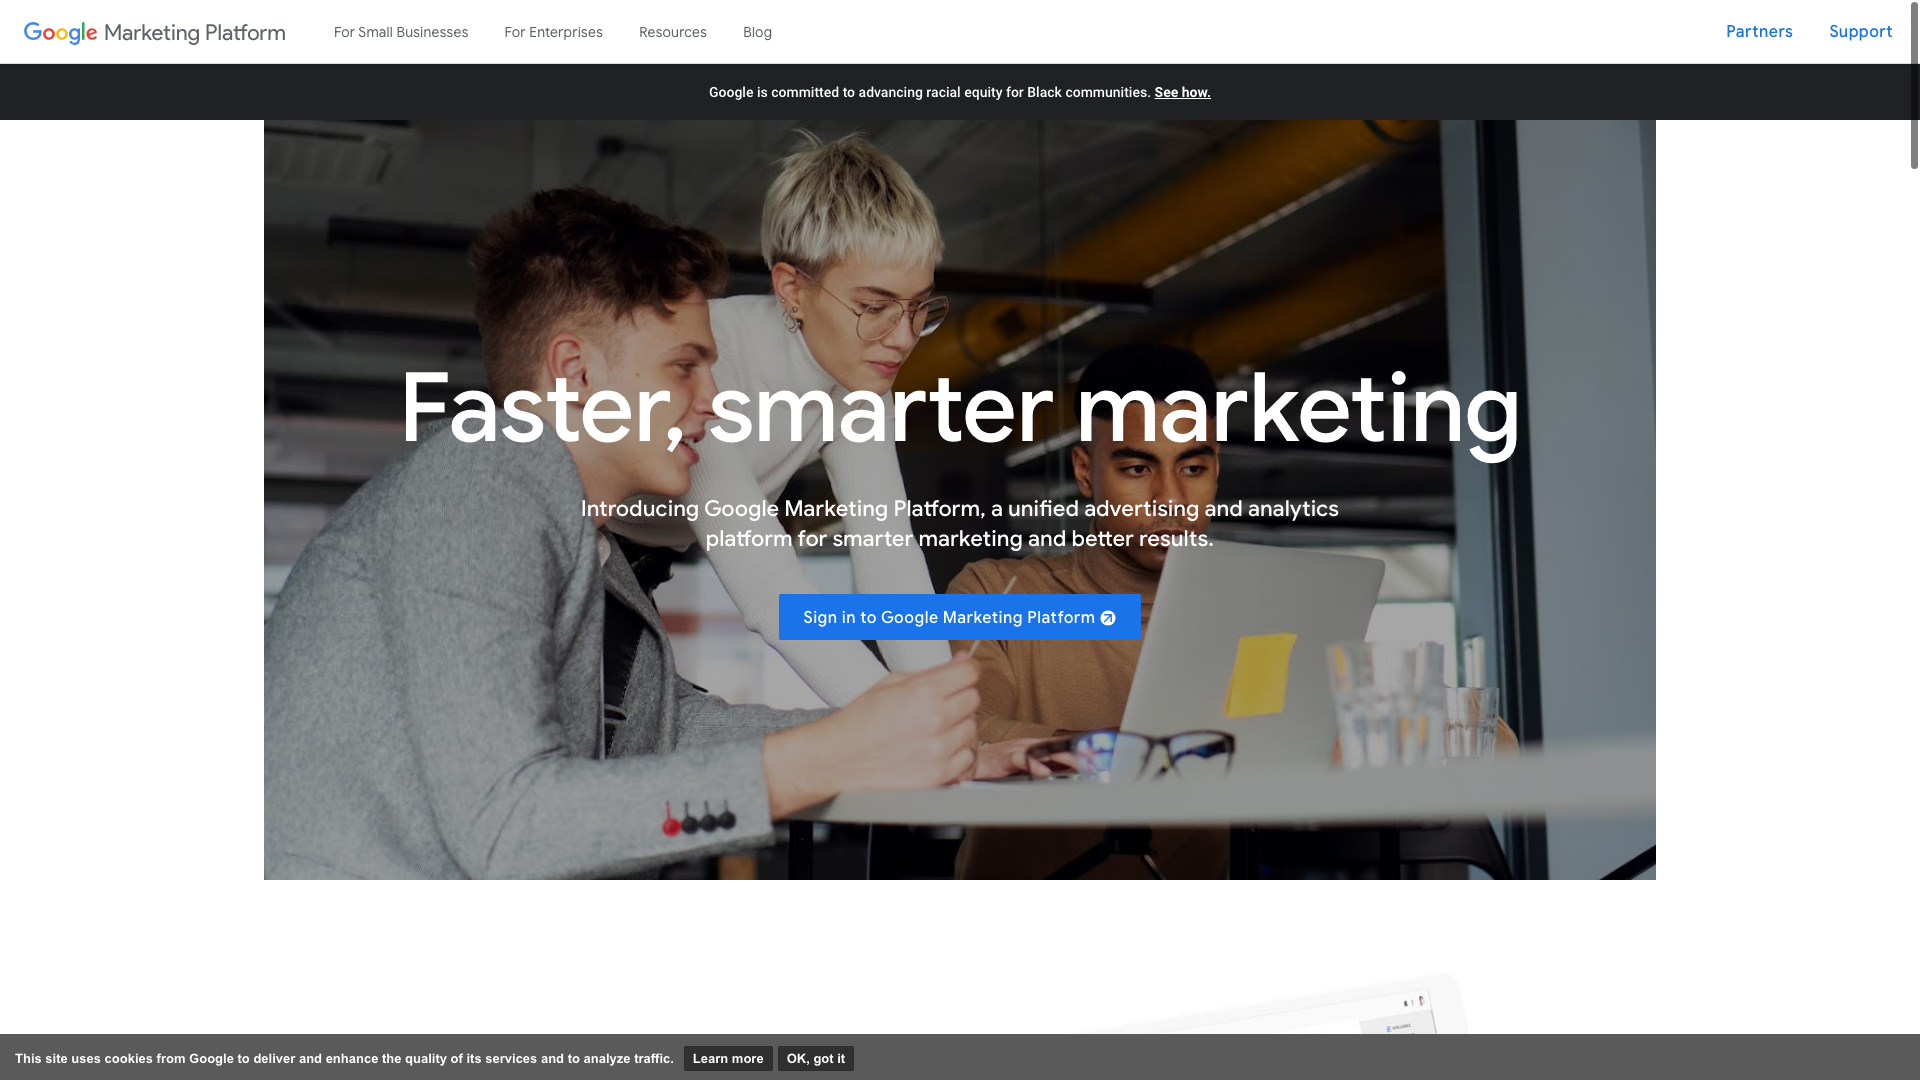 Google Marketing Platform
For Small Businesses
For Enterprises
Resources
Blog
Partners
Support
Google is committed to advancing racial equity for Black communities. See how.
Faster, smarter marketing
Introducing Google Marketing Platform, a unified advertising and analytics
platform for smarter marketing and better results.
Sign in to Google Marketing Platform
This site uses cookies from Google to deliver and enhance the quality of its services and to analyze traffic.
Learn more
OK, got it